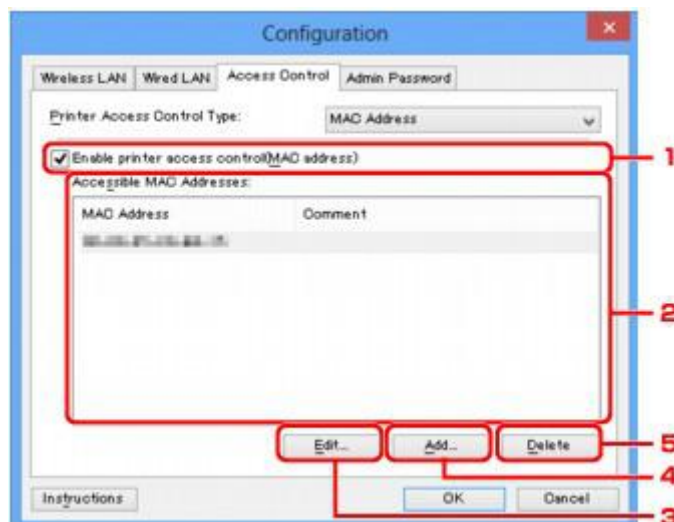 Configuration
Wireless LAN Wired LAN Access Control Admin Password
Printer Access Control Type: MAC Address
Enable printer access control(MAC address) 1
Accessible MAC Addresses:
MAC Address Comment
2
Edit... Add... Delete 5
4
Instructions OK Cancel
3